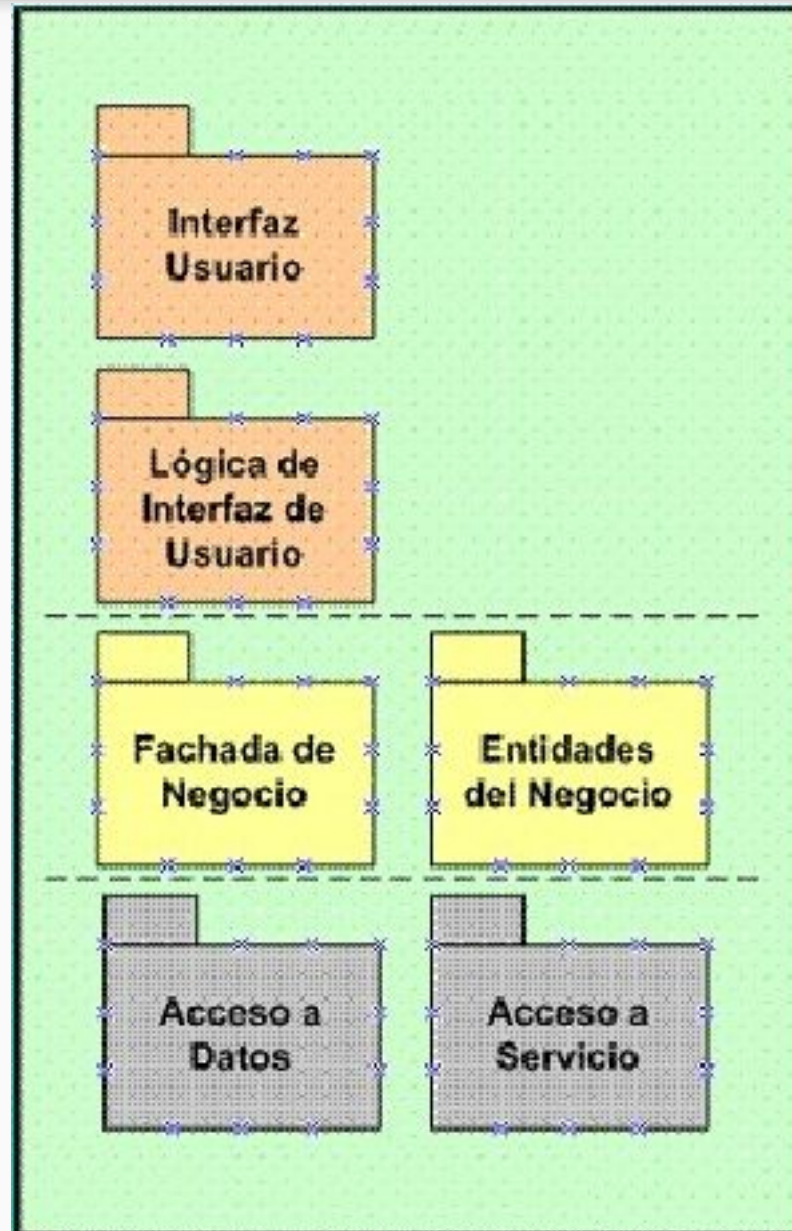 Interfaz
Usuario
Lógica de
Interfaz de
Usuario
Fachada de
Negocio
Entidades
del Negocio
Acceso a
Datos
Acceso a
Servicio